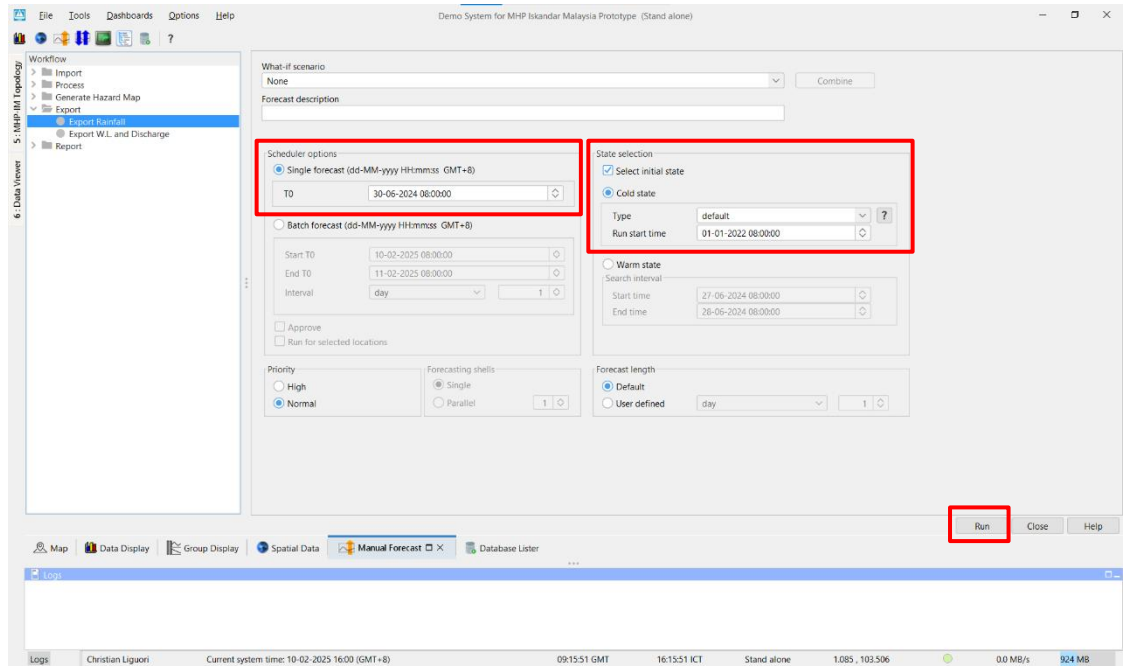 File Tools Dashboards Options Help Demo System for MHP Iskandar Malaysia Prototype (Stand alone)
?
5 : MHP-IM Topology
6 : Data Viewer
Workflow
Import
Process
Generate Hazard Map
Export
Export Rainfall
Export W.L. and Discharge
Report
What-if scenario
None Combine
Forecast description
Scheduler options
Single forecast (dd-MM-yyyy HH:mm:ss GMT+8)
T0 30-06-2024 08:00:00
Batch forecast (dd-MM-yyyy HH:mm:ss GMT+8)
Start T0 10-02-2025 08:00:00
End T0 11-02-2025 08:00:00
Interval day 1
Approve
Run for selected locations
State selection
Select initial state
Cold state
Type default ?
Run start time 01-01-2022 08:00:00
Warm state
Search interval
Start time 27-06-2024 08:00:00
End time 28-06-2024 08:00:00
Priority
High
Normal
Forecasting shells
Single
Parallel 1
Forecast length
Default
User defined day 1
Run Close Help
Map Data Display Group Display Spatial Data Manual Forecast Database Lister
Logs
Logs Christian Liguori Current system time: 10-02-2025 16:00 (GMT+8) 09:15:51 GMT 16:15:51 ICT Stand alone 1.085 , 103.506 0.0 MB/s 924 MB